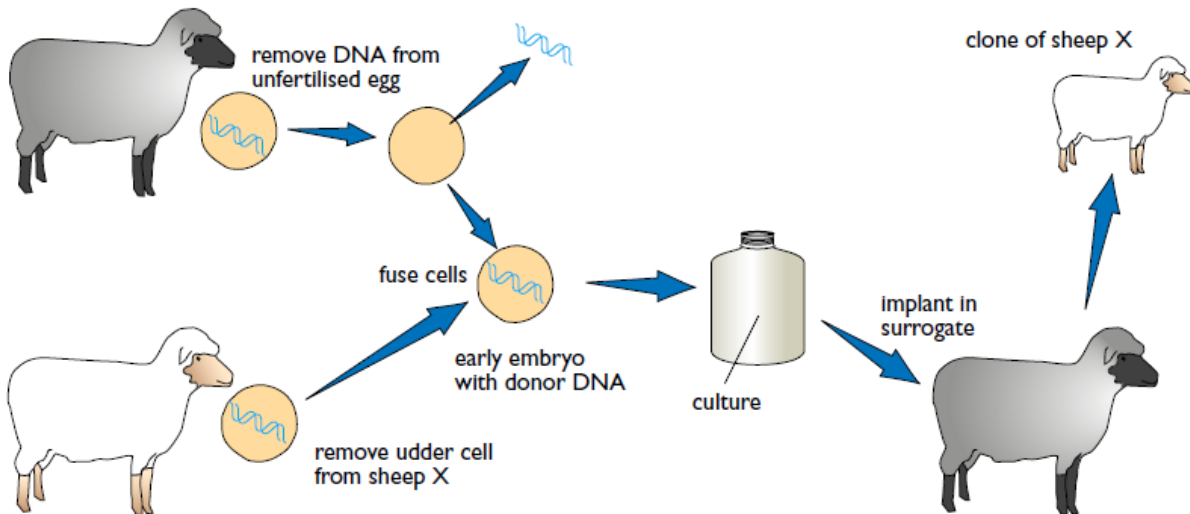 remove DNA from
unfertilised egg
clone of sheep X
fuse cells
early embryo
with donor DNA
remove udder cell
from sheep X
culture
implant in
surrogate